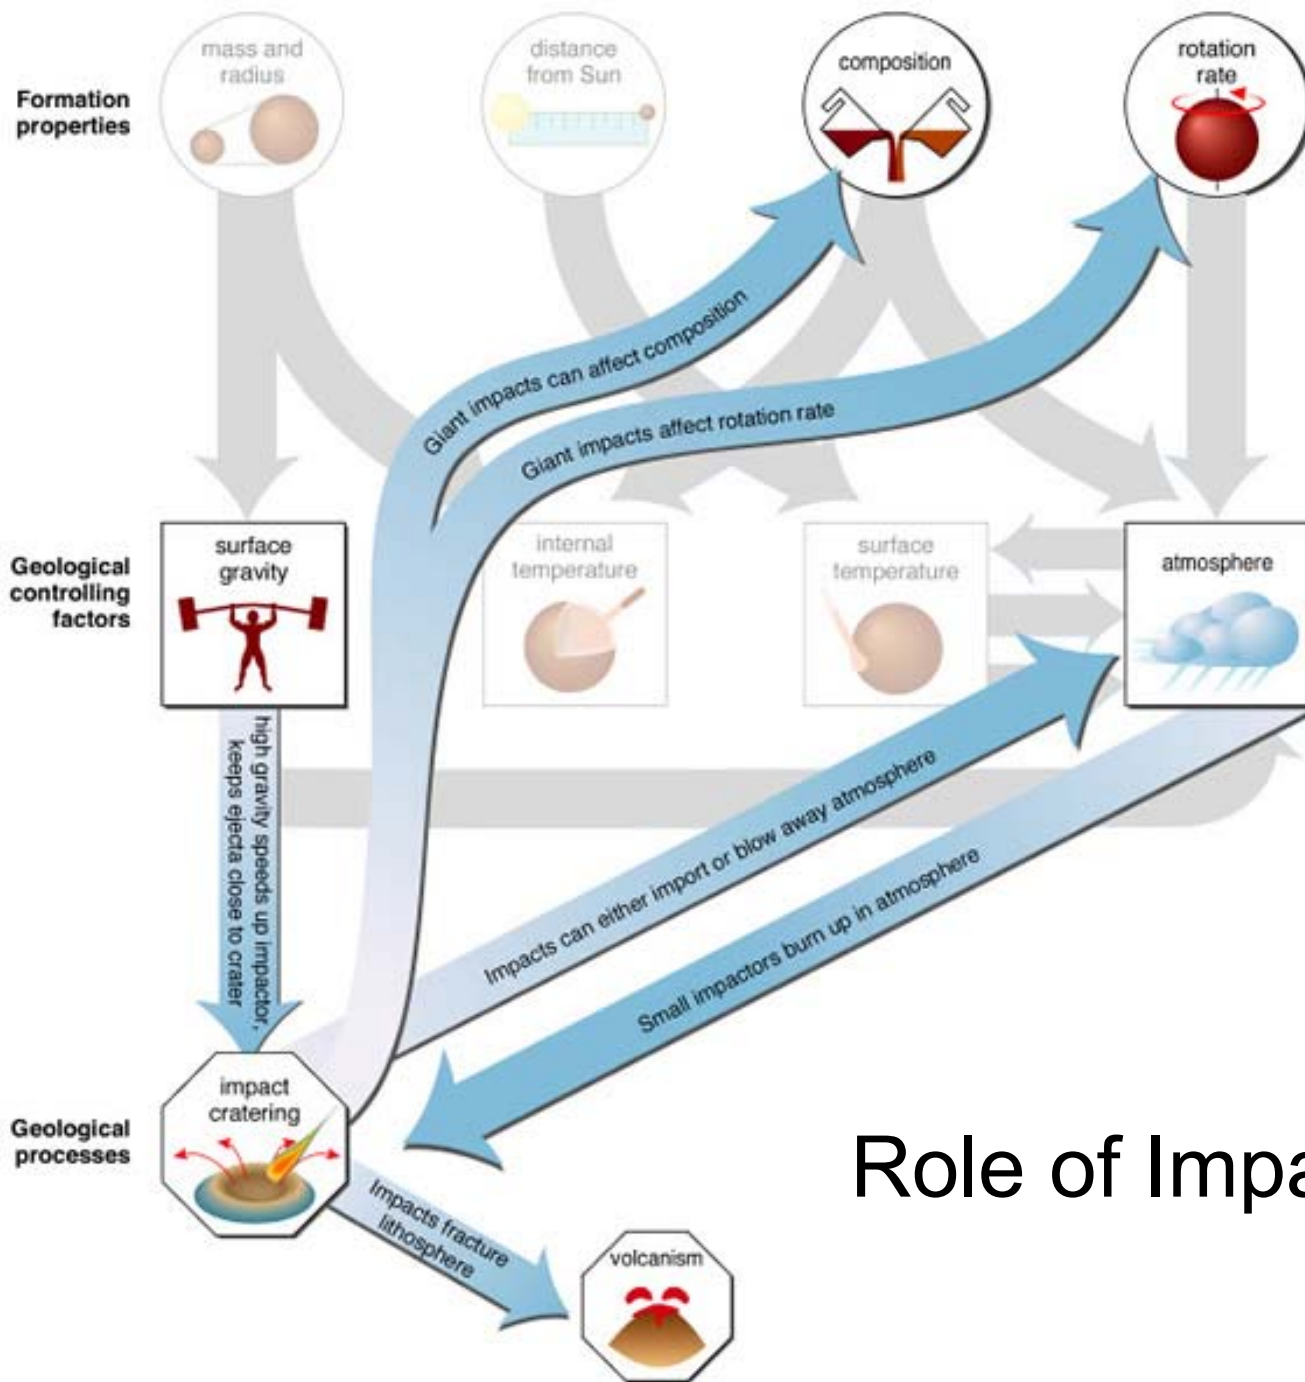 mass and
radius
distance
from Sun
composition
rotation
rate
Formation
properties
Giant impacts can affect composition
Giant impacts affect rotation rate
Geological
controlling
factors
surface
gravity
internal
temperature
surface
temperature
atmosphere
high gravity speeds up impactor,
keeps ejecta close to crater
Impacts can either import or blow away atmosphere
Small impactors burn up in atmosphere
Geological
processes
impact
cratering
Impacts fracture
lithosphere
volcanism
Role of Impa